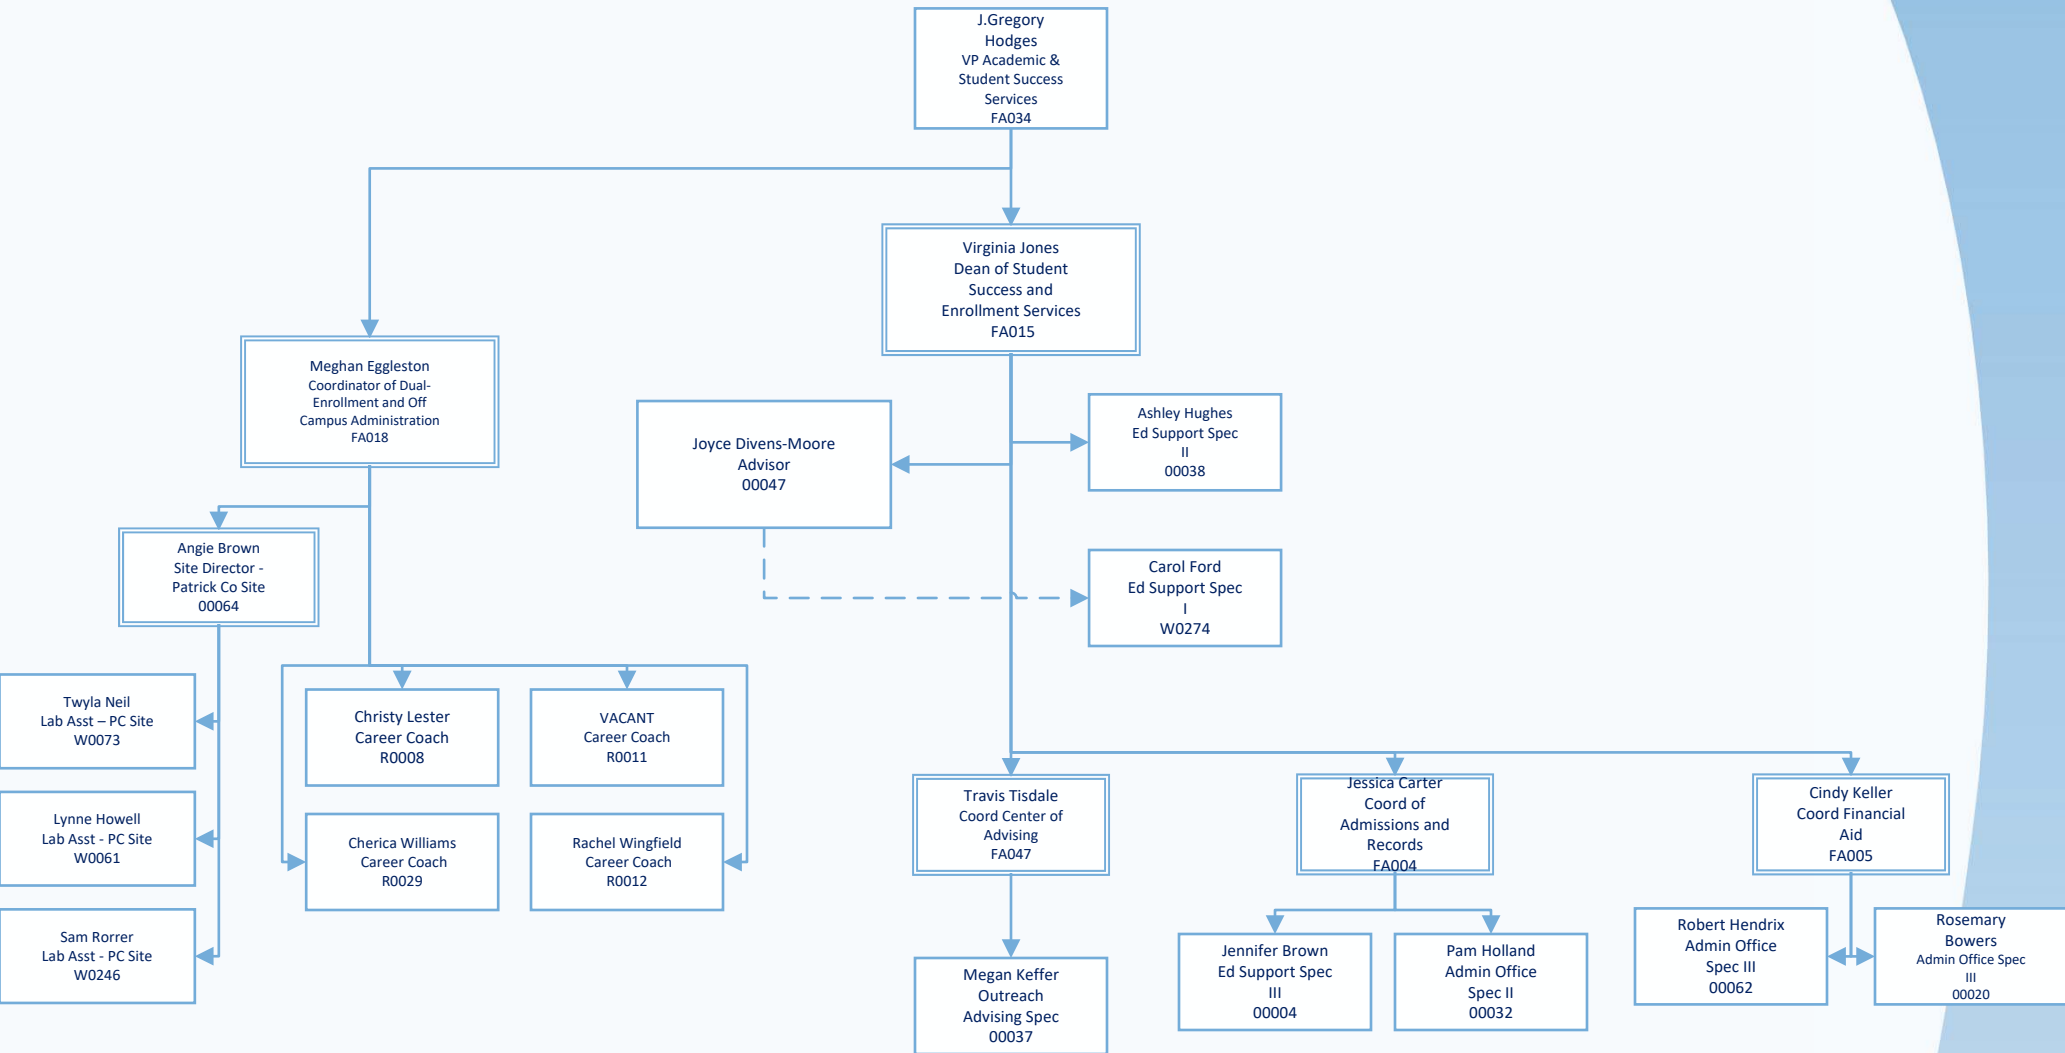 J.Gregory
Hodges
VP Academic &
Student Success
Services
FA034
Virginia Jones
Dean of Student
Success and
Enrollment Services
FA015
Meghan Eggleston
Coordinator of Dual-
Enrollment and Off
Campus Administration
FA018
Joyce Divens-Moore
Advisor
00047
Ashley Hughes
Ed Support Spec
II
00038
Angie Brown
Site Director -
Patrick Co Site
00064
Carol Ford
Ed Support Spec
I
W0274
Twyla Neil
Lab Asst – PC Site
W0073
Christy Lester
Career Coach
R0008
VACANT
Career Coach
R0011
Lynne Howell
Lab Asst - PC Site
W0061
Cherica Williams
Career Coach
R0029
Rachel Wingfield
Career Coach
R0012
Travis Tisdale
Coord Center of
Advising
FA047
Jessica Carter
Coord of
Admissions and
Records
FA004
Cindy Keller
Coord Financial
Aid
FA005
Sam Rorrer
Lab Asst - PC Site
W0246
Megan Keffer
Outreach
Advising Spec
00037
Jennifer Brown
Ed Support Spec
III
00004
Pam Holland
Admin Office
Spec II
00032
Robert Hendrix
Admin Office
Spec III
00062
Rosemary
Bowers
Admin Office Spec
III
00020